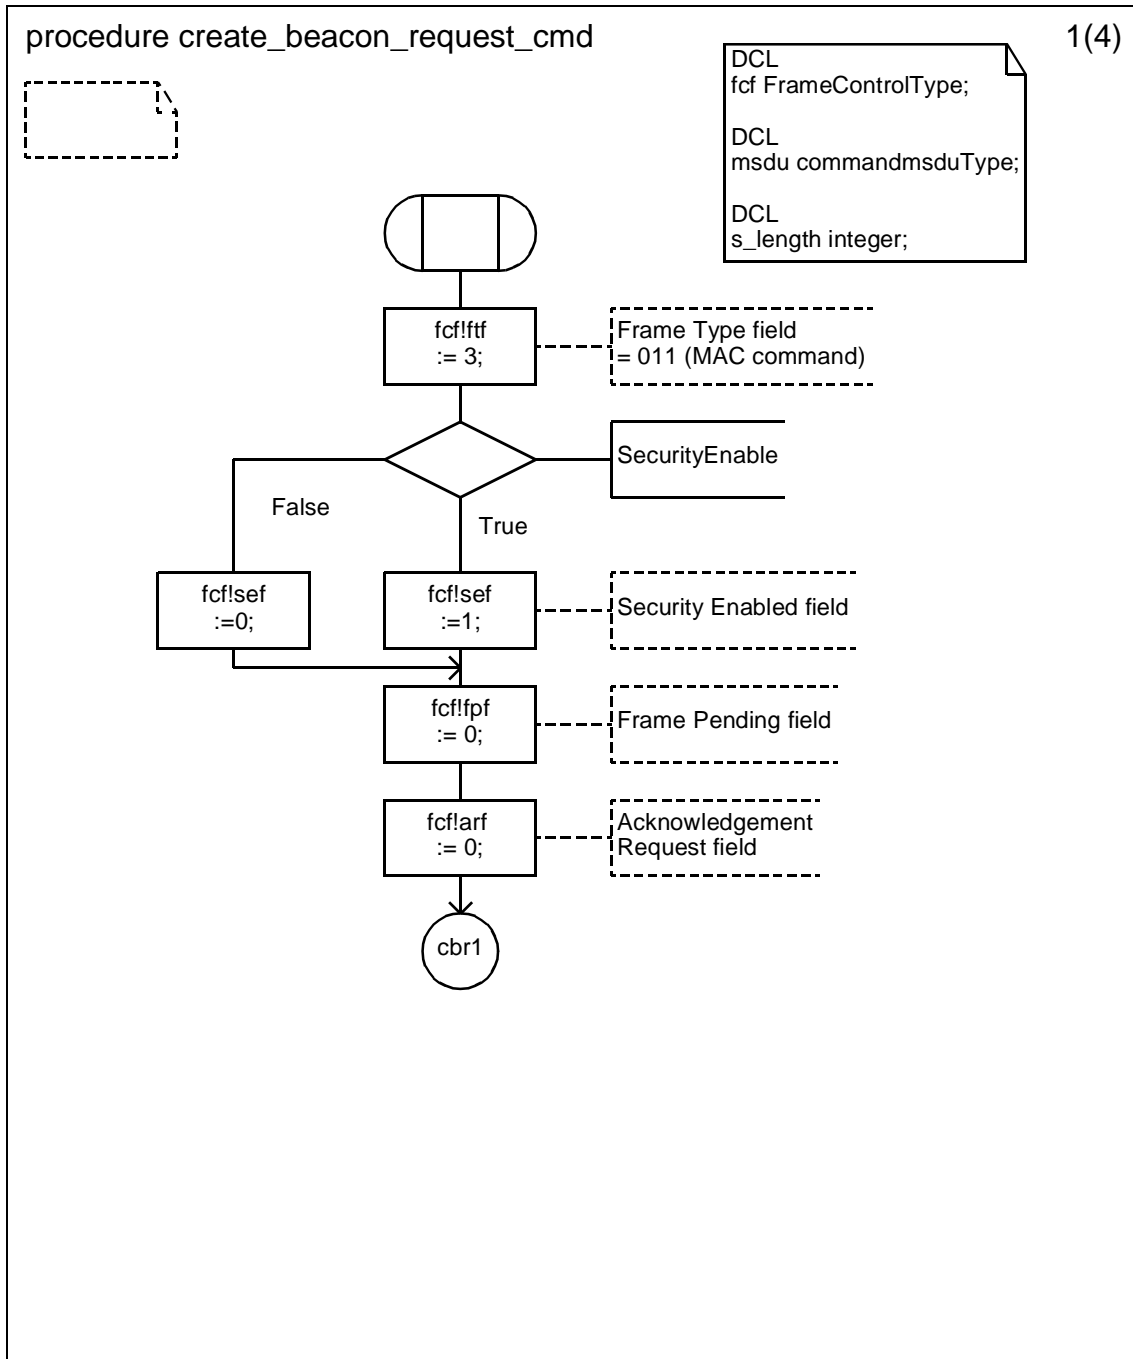 procedure create_beacon_request_cmd
1(4)
DCL
fcf FrameControlType;
DCL
msdu commandmsduType;
DCL
s_length integer;
fcf!ftf
:= 3;
Frame Type field
= 011 (MAC command)
SecurityEnable
False
True
fcf!sef
:=0;
fcf!sef
:=1;
Security Enabled field
fcf!fpf
:= 0;
Frame Pending field
fcf!arf
:= 0;
Acknowledgement
Request field
cbr1